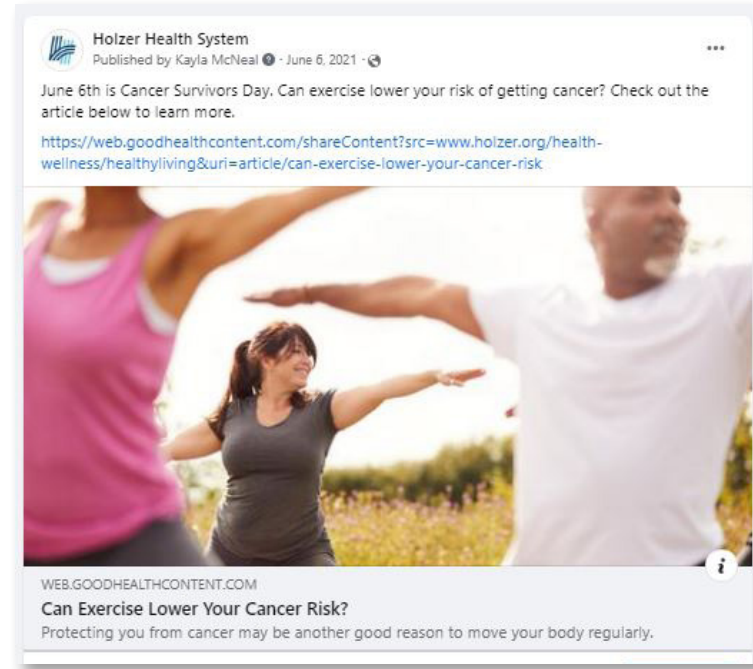 Holzer Health System
Published by Kayla McNeal · June 6, 2021 ·
June 6th is Cancer Survivors Day. Can exercise lower your risk of getting cancer? Check out the
article below to learn more.
https://web.goodhealthcontent.com/shareContent?src=www.holzer.org/health-
wellness/healthyliving&uri=article/can-exercise-lower-your-cancer-risk
WEB.GOODHEALTHCONTENT.COM
Can Exercise Lower Your Cancer Risk?
Protecting you from cancer may be another good reason to move your body regularly.